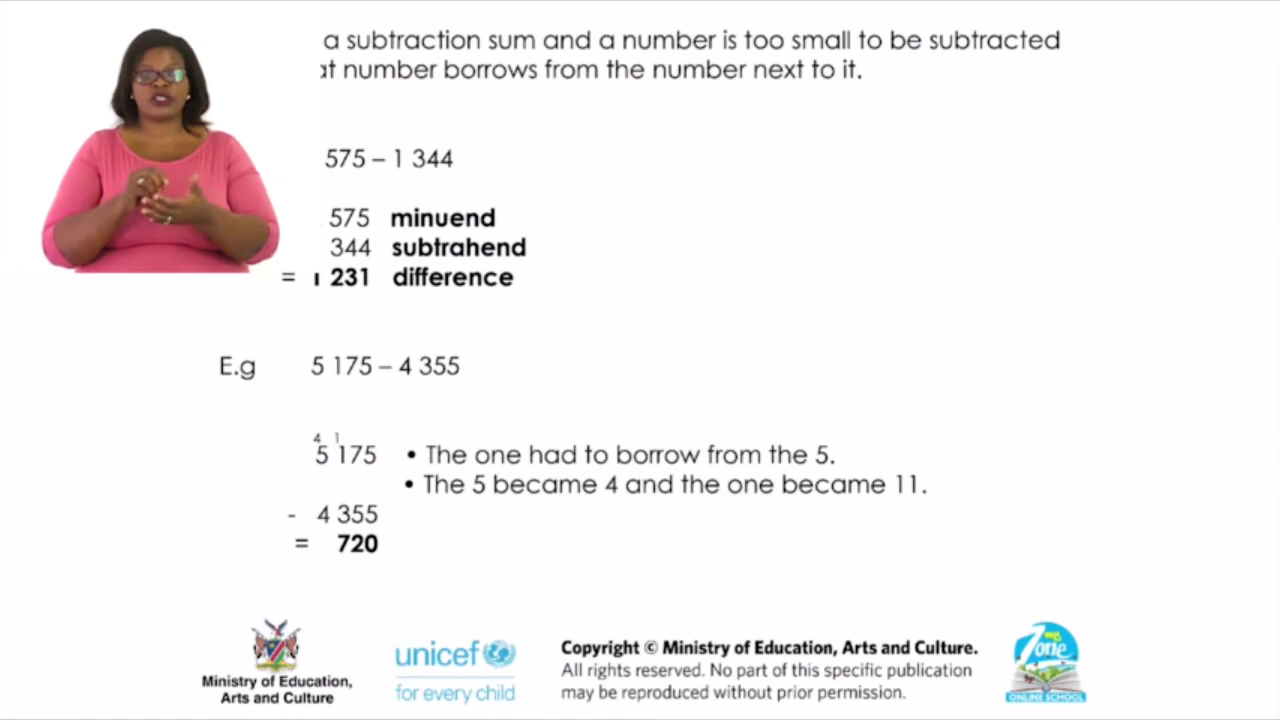 a subtraction sum and a number is too small to be subtracted
at number borrows from the number next to it.
575 – 1 344
575 minuend
344 subtrahend
= 1 231 difference
E.g 5 175 – 4 355
4 1
5 175 • The one had to borrow from the 5.
• The 5 became 4 and the one became 11.
- 4 355
= 720
Ministry of Education,
Arts and Culture
unicef
for every child
Copyright © Ministry of Education, Arts and Culture.
All rights reserved. No part of this specific publication
may be reproduced without prior permission.
Zone
ONLINE SCHOOL